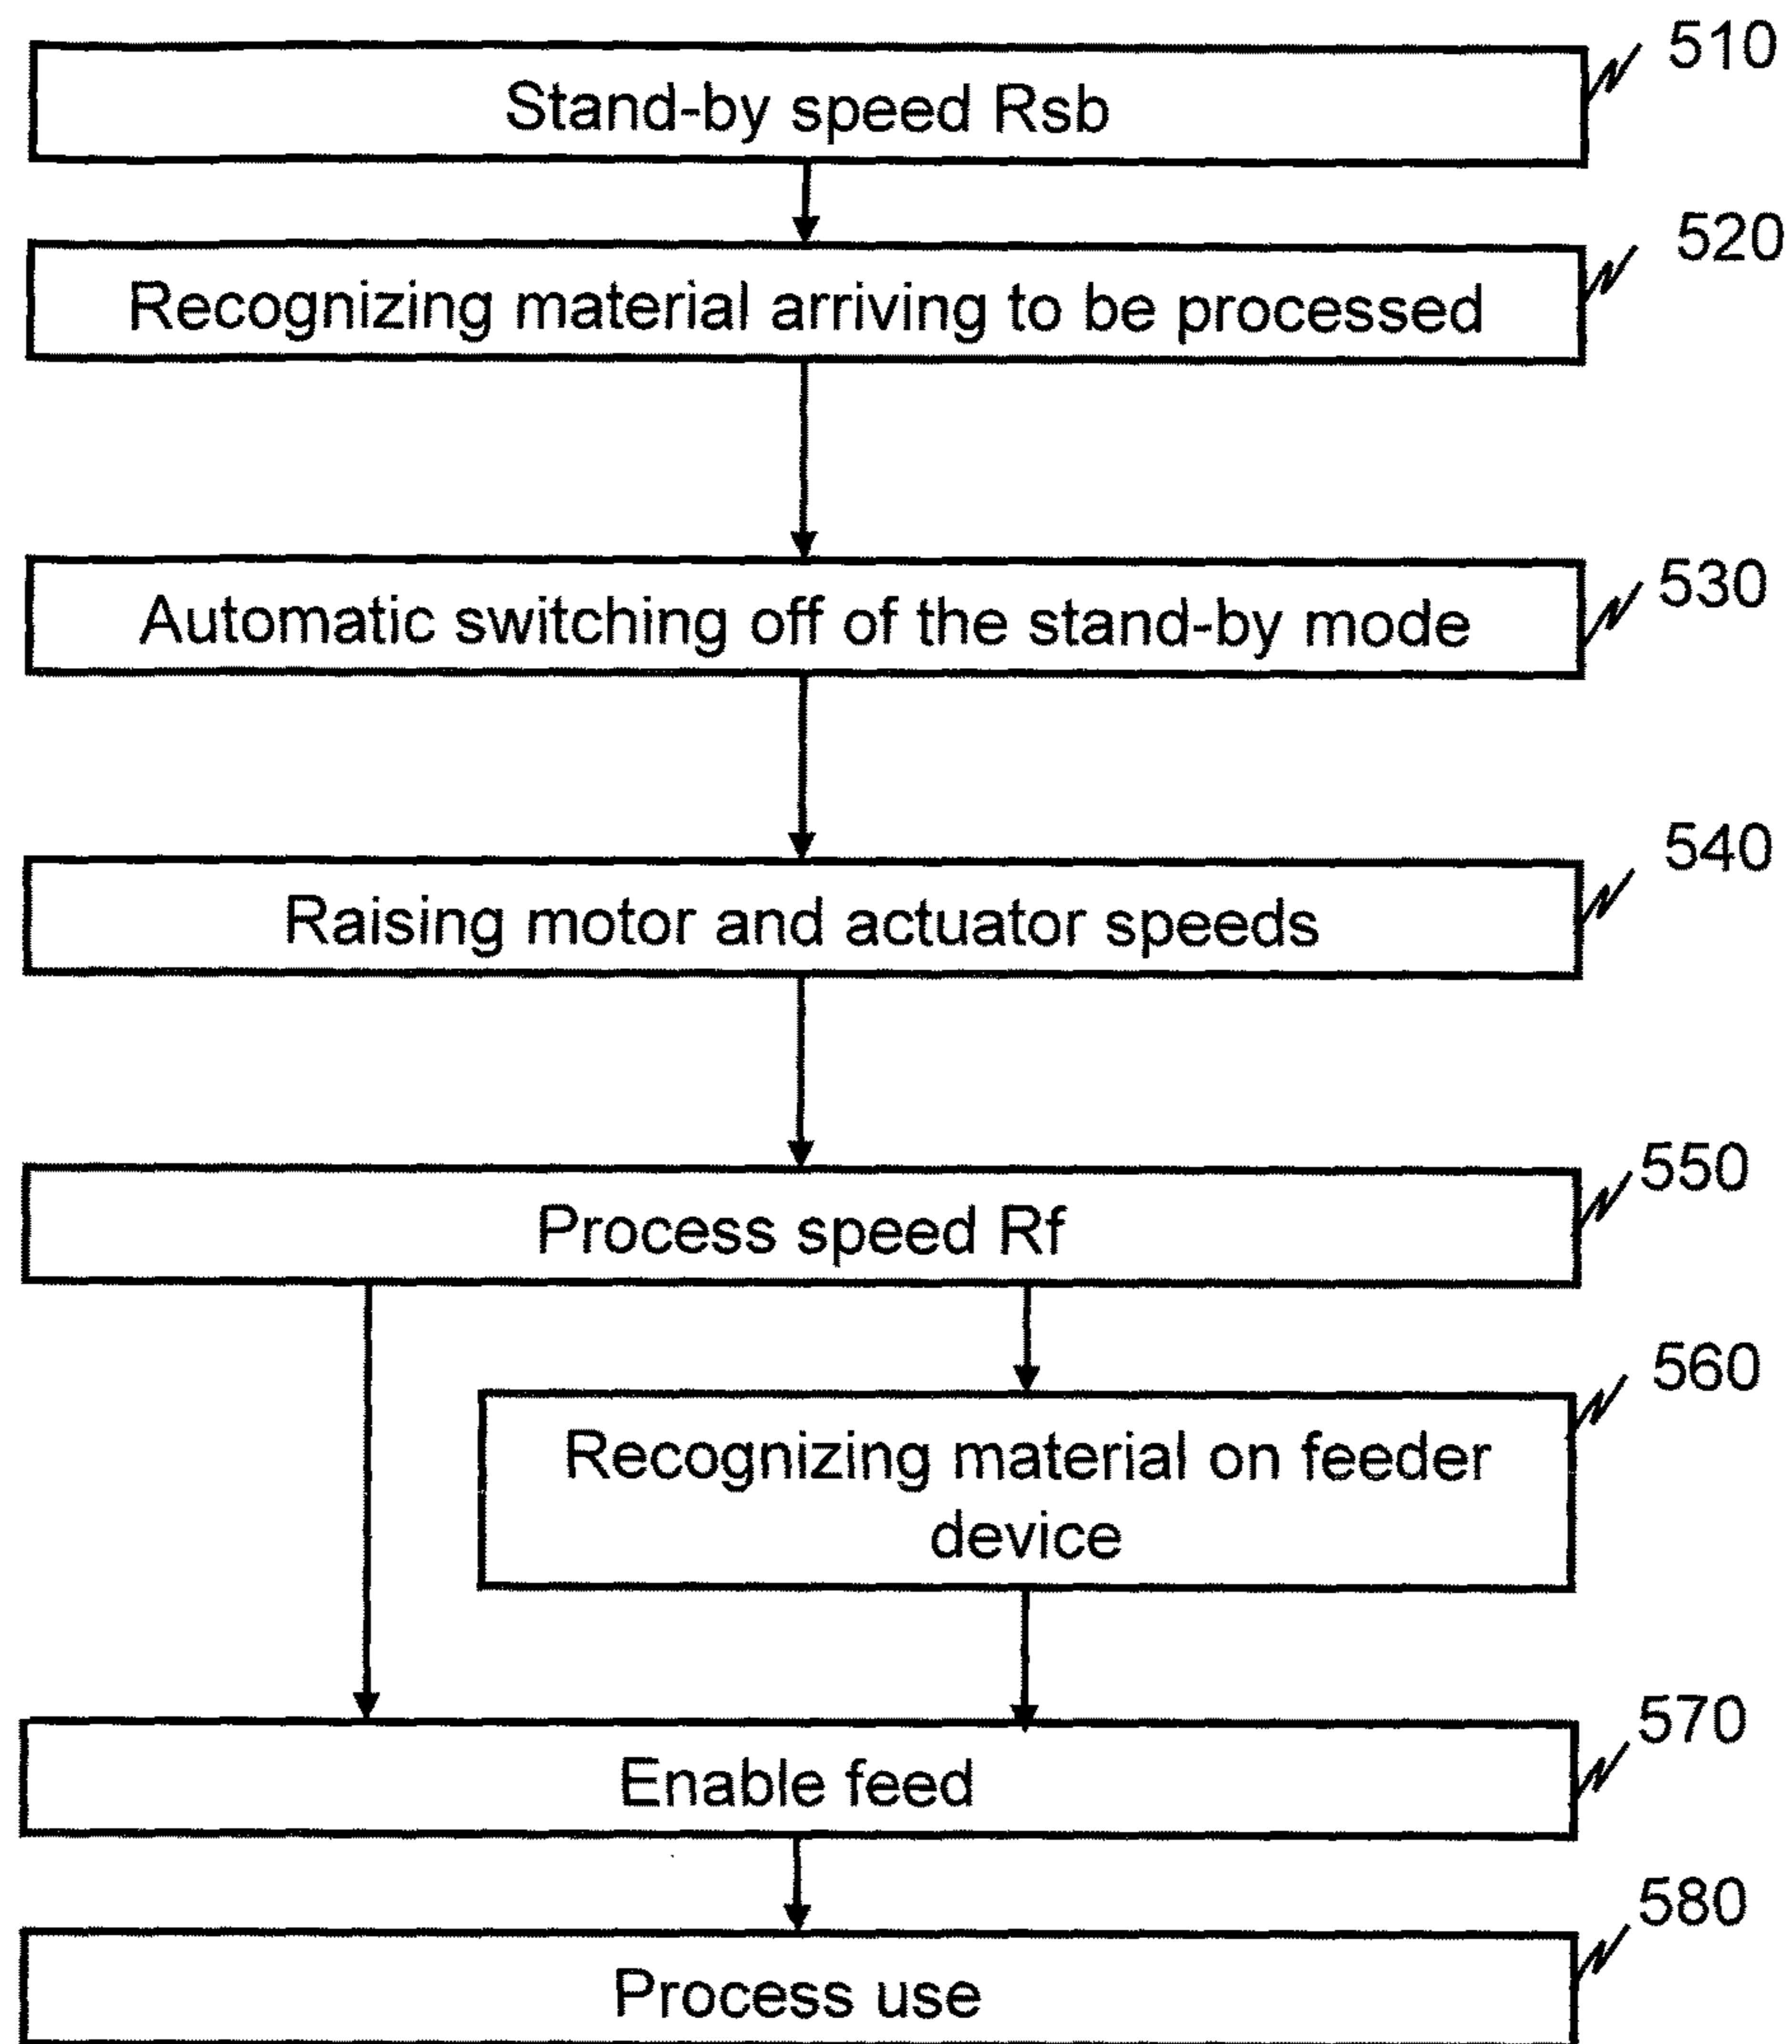 510
Stand-by speed Rsb
520
Recognizing material arriving to be processed
530
Automatic switching off of the stand-by mode
540
Raising motor and actuator speeds
550
Process speed Rf
560
Recognizing material on feeder
device
570
Enable feed
580
Process use